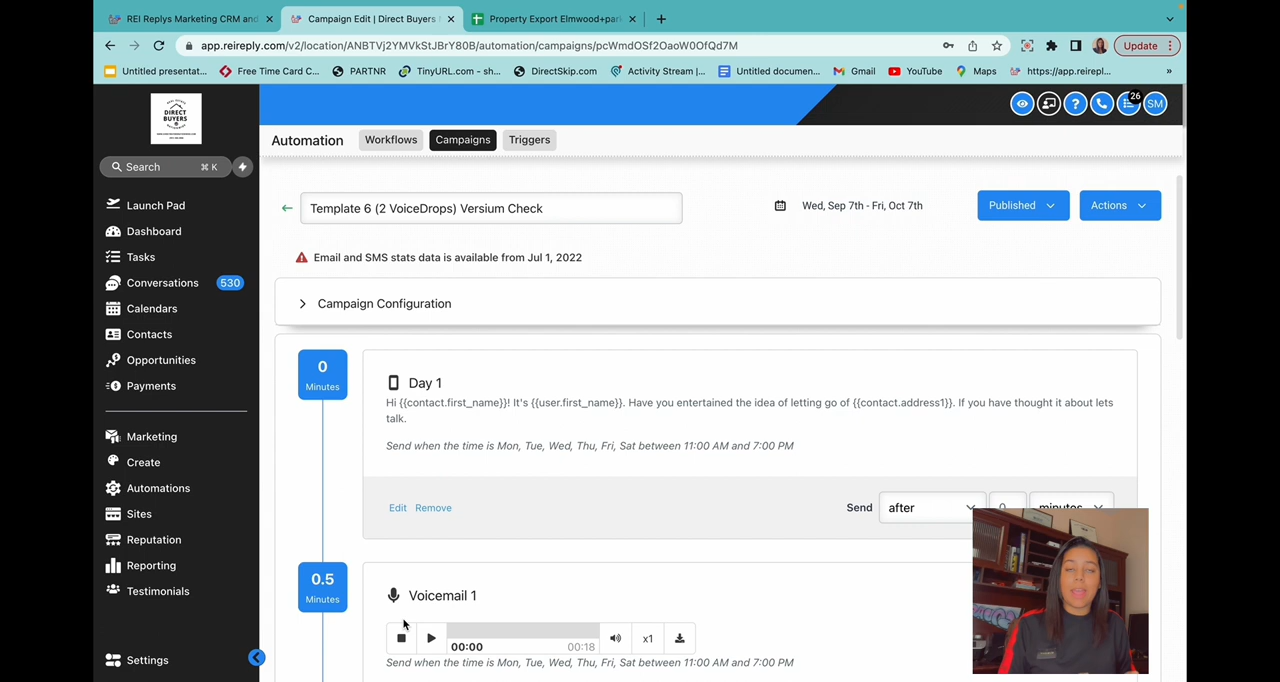 REI Replys Marketing CRM and
Campaign Edit | Direct Buyers
Property Export Elmwood+park
app.reireply.com/v2/location/ANBTVj2YMVkStJBrY80B/automation/campaigns/pcWmdOSf2OaoW0OfQd7M
Update
Untitled presentat...
Free Time Card C...
PARTNR
TinyURL.com - sh...
DirectSkip.com
Activity Stream |...
Untitled documen...
Gmail
YouTube
Maps
https://app.reirepl...
»
DIRECT
BUYERS
26
SM
Automation
Workflows
Campaigns
Triggers
Search
⌘ K
Launch Pad
Dashboard
Tasks
Conversations 530
Calendars
Contacts
Opportunities
Payments
Marketing
Create
Automations
Sites
Reputation
Reporting
Testimonials
Settings
Template 6 (2 VoiceDrops) Versium Check
Wed, Sep 7th - Fri, Oct 7th
Published
Actions
Email and SMS stats data is available from Jul 1, 2022
Campaign Configuration
0
Minutes
Day 1
Hi {{contact.first_name}}! It's {{user.first_name}}. Have you entertained the idea of letting go of {{contact.address1}}. If you have thought it about lets
talk.
Send when the time is Mon, Tue, Wed, Thu, Fri, Sat between 11:00 AM and 7:00 PM
Edit Remove
Send after 0 minutes
0.5
Minutes
Voicemail 1
00:00
00:18
x1
Send when the time is Mon, Tue, Wed, Thu, Fri, Sat between 11:00 AM and 7:00 PM